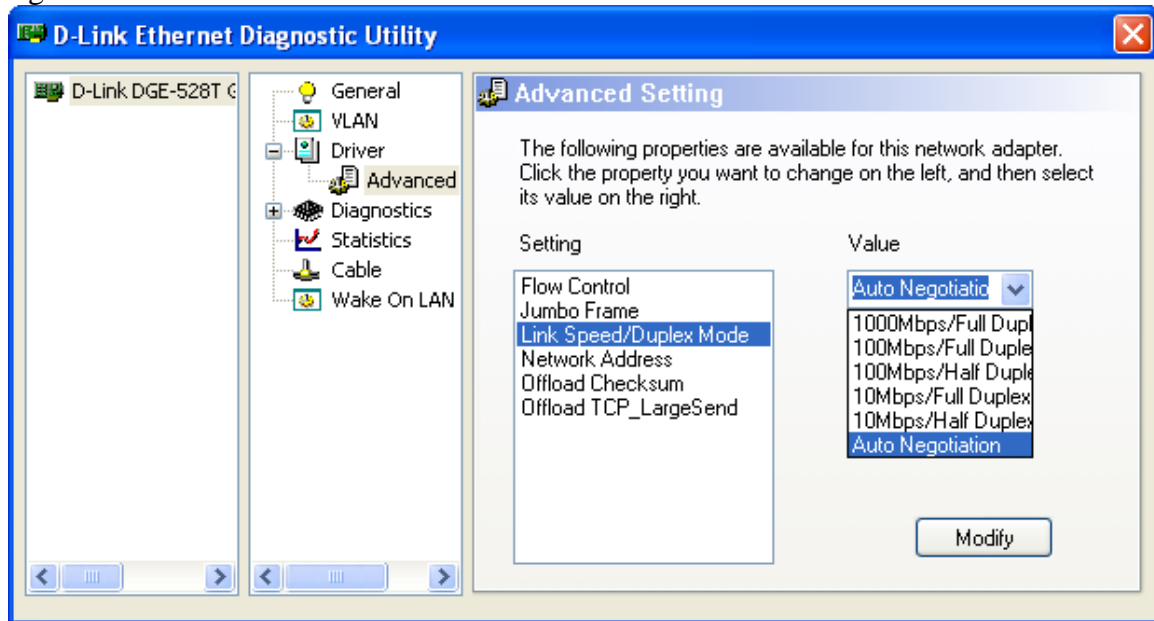 D-Link Ethernet Diagnostic Utility
D-Link DGE-528T G
General
VLAN
Driver
Advanced
Diagnostics
Statistics
Cable
Wake On LAN
Advanced Setting
The following properties are available for this network adapter.
Click the property you want to change on the left, and then select
its value on the right.
Setting
Flow Control
Jumbo Frame
Link Speed/Duplex Mode
Network Address
Offload Checksum
Offload TCP_LargeSend
Value
Auto Negotiatio
1000Mbps/Full Dupl
100Mbps/Full Duple
100Mbps/Half Duple
10Mbps/Full Duplex
10Mbps/Half Duplex
Auto Negotiation
Modify